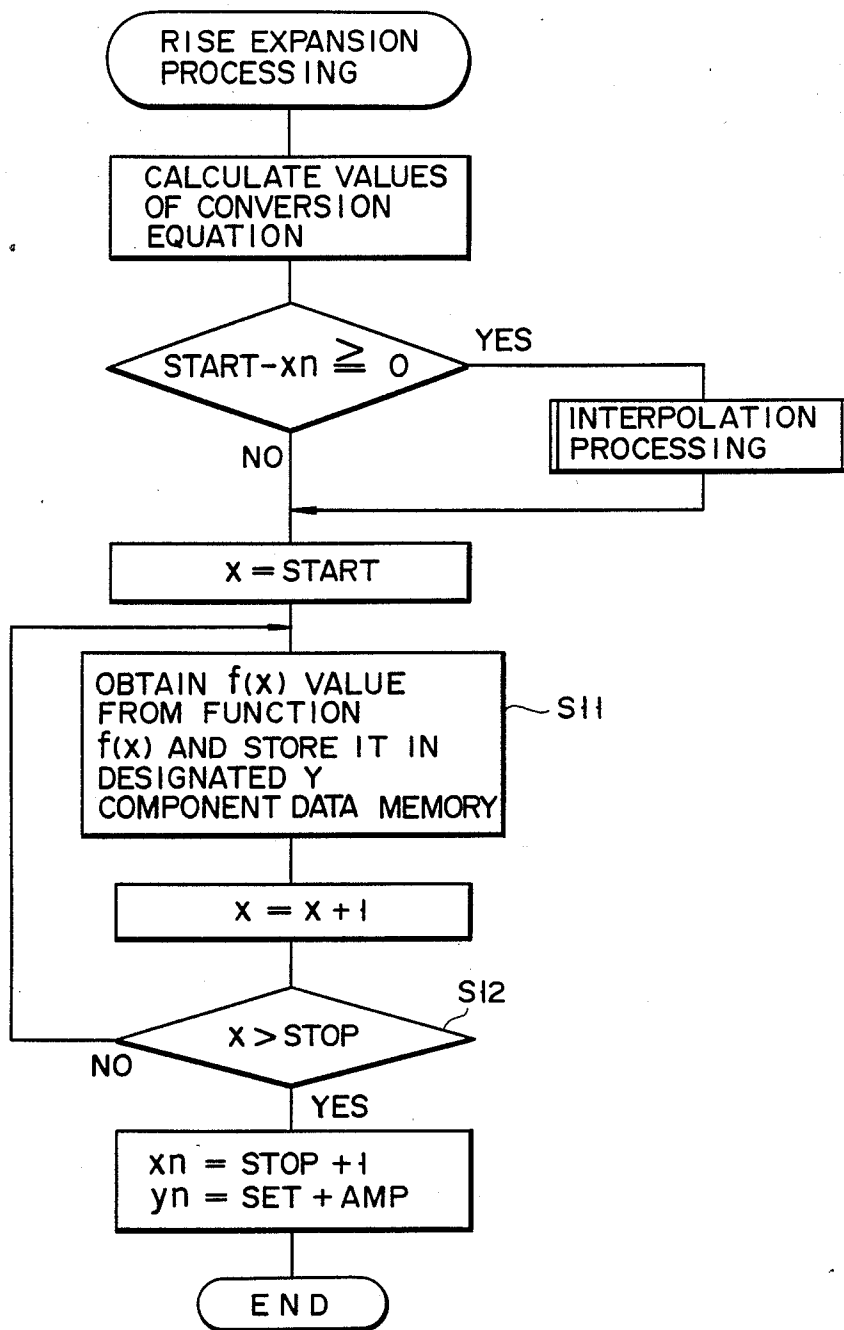 RISE EXPANSION
PROCESSING
CALCULATE VALUES
OF CONVERSION
EQUATION
START-xn ≧ 0
YES
INTERPOLATION
PROCESSING
NO
x = START
OBTAIN f(x) VALUE
FROM FUNCTION
f(x) AND STORE IT IN
DESIGNATED Y
COMPONENT DATA MEMORY
S11
x = x+1
S12
x > STOP
NO
YES
xn = STOP +1
yn = SET + AMP
END